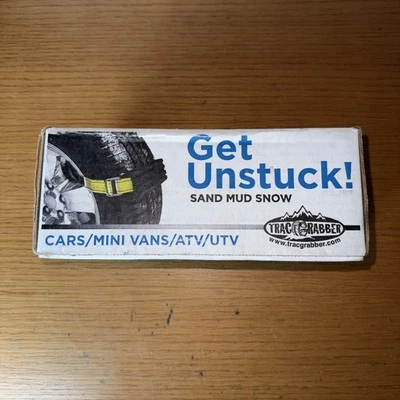 Get
Unstuck!
SAND MUD SNOW
CARS/MINI VANS/ATV/UTV
TRAC GRABBER
www.tracgrabber.com